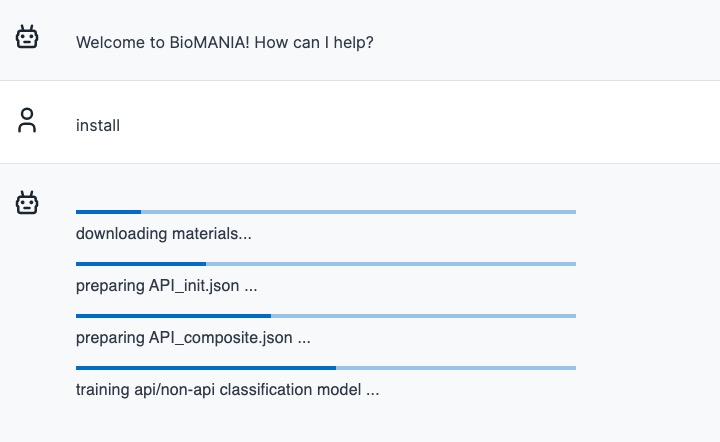 Welcome to BioMANIA! How can I help?
install
downloading materials...
preparing API_init.json ...
preparing API_composite.json ...
training api/non-api classification model ...